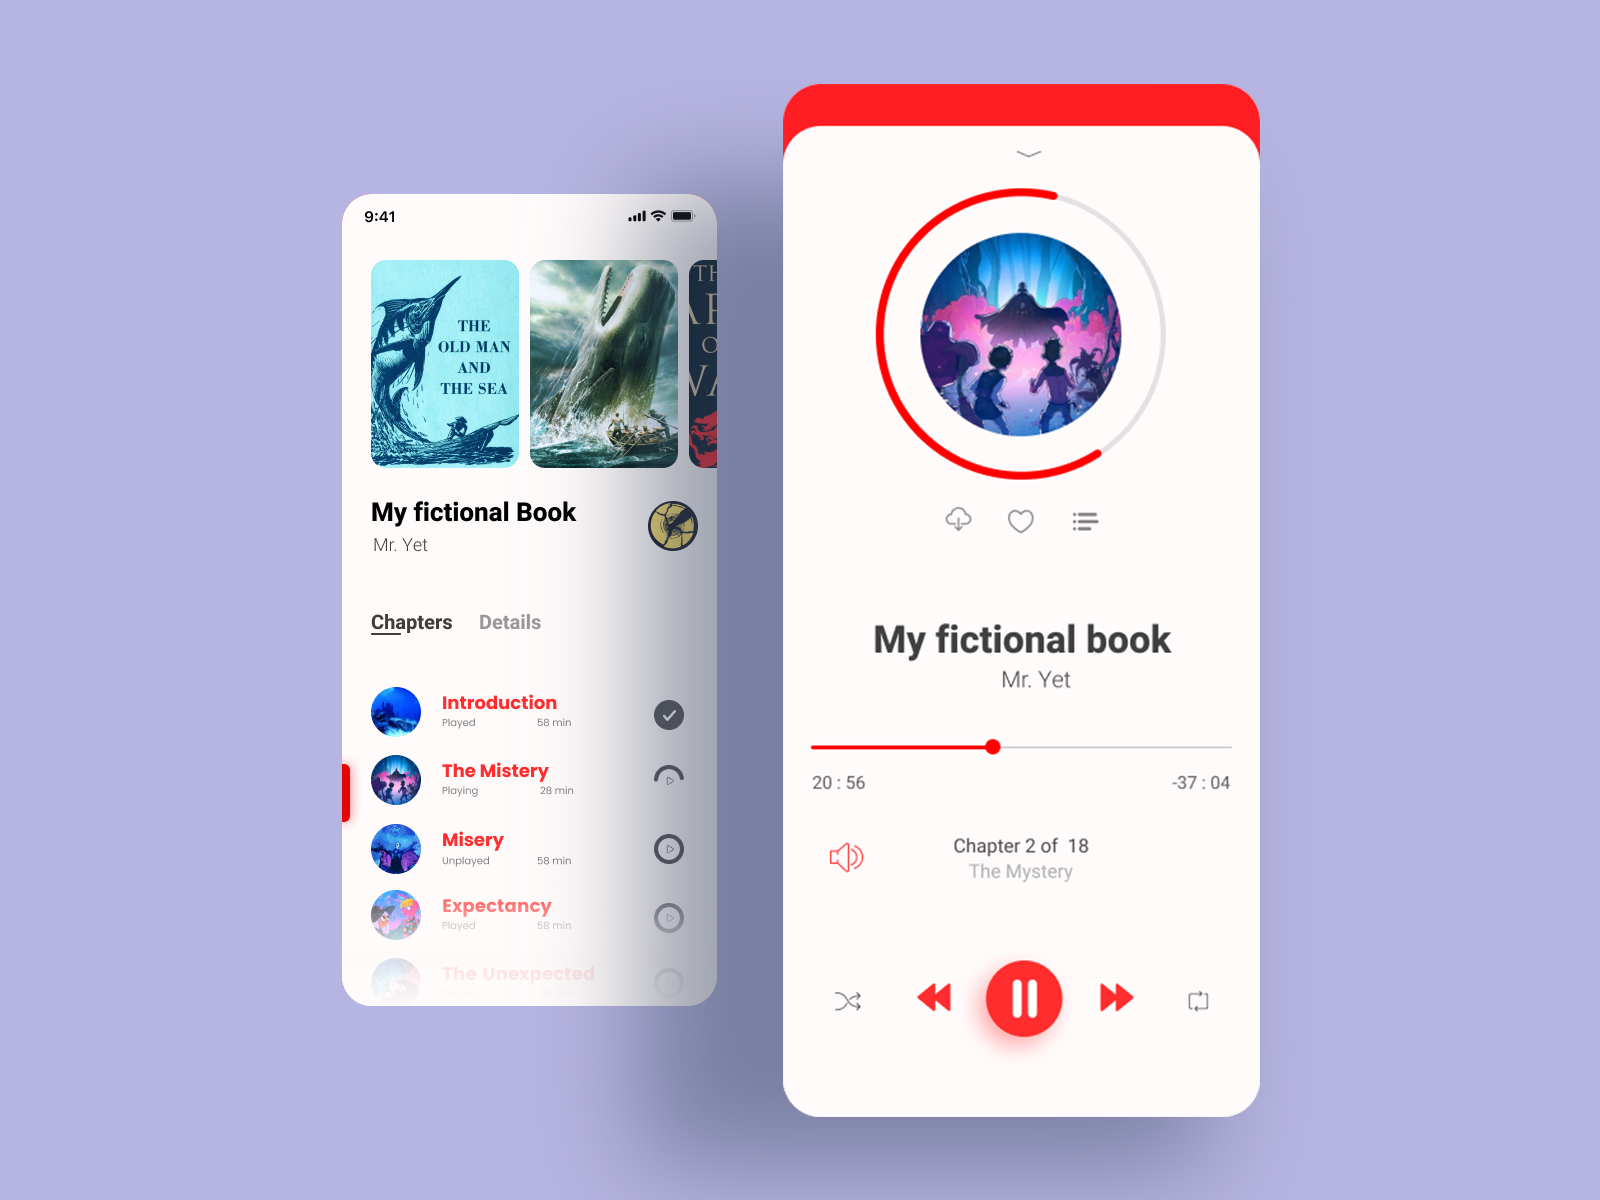 9:41
THE
OLD MAN
AND
THE SEA
TH
AR
O
WA
My fictional Book
Mr. Yet
Chapters Details
Introduction
Played 58 min
The Mistery
Playing 28 min
Misery
Unplayed 58 min
Expectancy
Played 58 min
The Unexpected
My fictional book
Mr. Yet
20 : 56 -37 : 04
Chapter 2 of 18
The Mystery